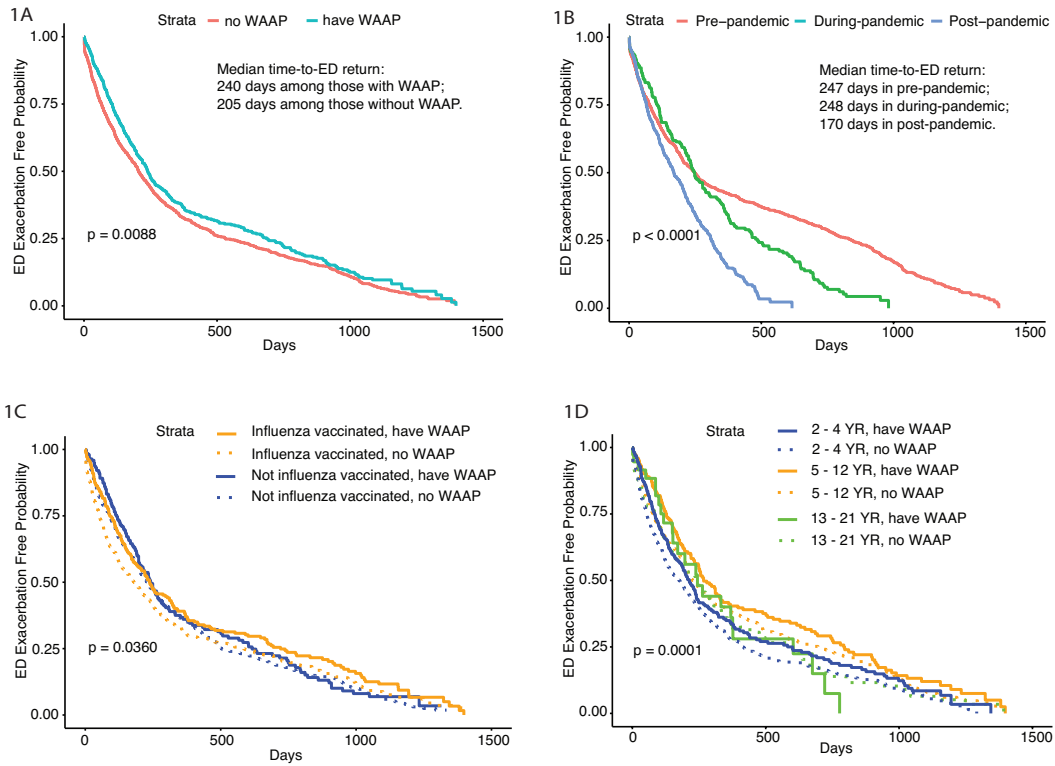 1A
Strata no WAAP have WAAP
Median time-to-ED return:
240 days among those with WAAP;
205 days among those without WAAP.
p = 0.0088
ED Exacerbation Free Probability
1.00
0.75
0.50
0.25
0.00
0 500 1000 1500
Days
1B
Strata Pre−pandemic During-pandemic Post−pandemic
Median time-to-ED return:
247 days in pre-pandemic;
248 days in during-pandemic;
170 days in post-pandemic.
p < 0.0001
ED Exacerbation Free Probability
1.00
0.75
0.50
0.25
0.00
0 500 1000 1500
Days
1C
Strata
Influenza vaccinated, have WAAP
Influenza vaccinated, no WAAP
Not influenza vaccinated, have WAAP
Not influenza vaccinated, no WAAP
p = 0.0360
ED Exacerbation Free Probability
1.00
0.75
0.50
0.25
0.00
0 500 1000 1500
Days
1D
Strata
2 - 4 YR, have WAAP
2 - 4 YR, no WAAP
5 - 12 YR, have WAAP
5 - 12 YR, no WAAP
13 - 21 YR, have WAAP
13 - 21 YR, no WAAP
p = 0.0001
ED Exacerbation Free Probability
1.00
0.75
0.50
0.25
0.00
0 500 1000 1500
Days